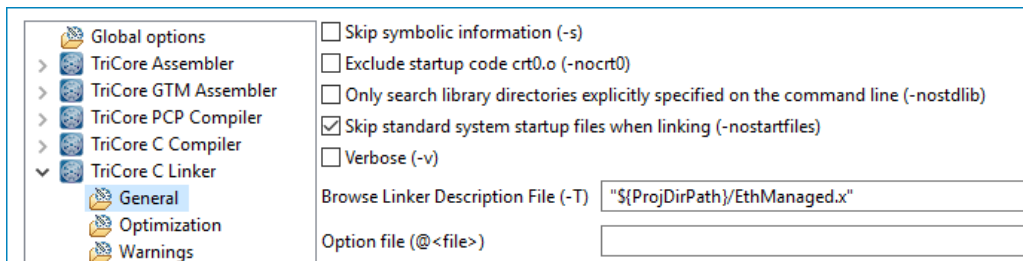 Global options
TriCore Assembler
TriCore GTM Assembler
TriCore PCP Compiler
TriCore C Compiler
TriCore C Linker
General
Optimization
Warnings
Skip symbolic information (-s)
Exclude startup code crt0.o (-nocrt0)
Only search library directories explicitly specified on the command line (-nostdlib)
Skip standard system startup files when linking (-nostartfiles)
Verbose (-v)
Browse Linker Description File (-T) "${ProjDirPath}/EthManaged.x"
Option file (@<file>)